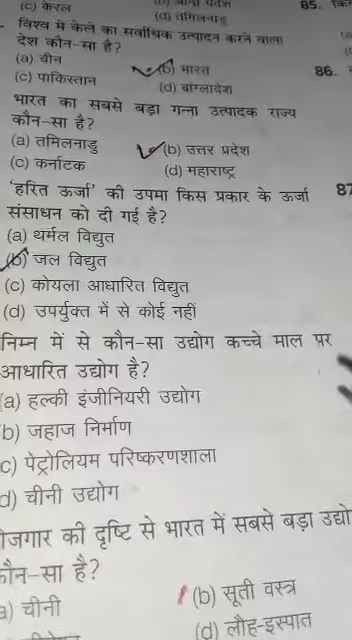 (c) केरल
(d) तमिलनाडु
85.
विश्व में केले का सर्वाधिक उत्पादन करने वाला
देश कौन-सा है?
(a) चीन
(b) भारत
86.
(c) पाकिस्तान
(d) बांग्लादेश
भारत का सबसे बड़ा गन्ना उत्पादक राज्य
कौन-सा है?
(a) तमिलनाडु
(b) उत्तर प्रदेश
(c) कर्नाटक
(d) महाराष्ट्र
'हरित ऊर्जा' की उपमा किस प्रकार के ऊर्जा
87
संसाधन को दी गई है?
(a) थर्मल विद्युत
(b) जल विद्युत
(c) कोयला आधारित विद्युत
(d) उपर्युक्त में से कोई नहीं
निम्न में से कौन-सा उद्योग कच्चे माल पर
आधारित उद्योग है?
(a) हल्की इंजीनियरी उद्योग
b) जहाज निर्माण
c) पेट्रोलियम परिष्करणशाला
d) चीनी उद्योग
ोजगार की दृष्टि से भारत में सबसे बड़ा उद्यो
कौन-सा है?
a) चीनी
(b) सूती वस्त्र
(d) लौह-इस्पात